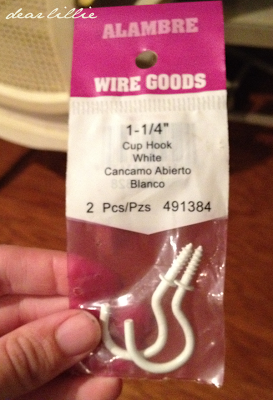 dear lillie
ALAMBRE
WIRE GOODS
1-1/4"
Cup Hook
White
Cancamo Abierto
Blanco
2 Pcs/Pzs 491384